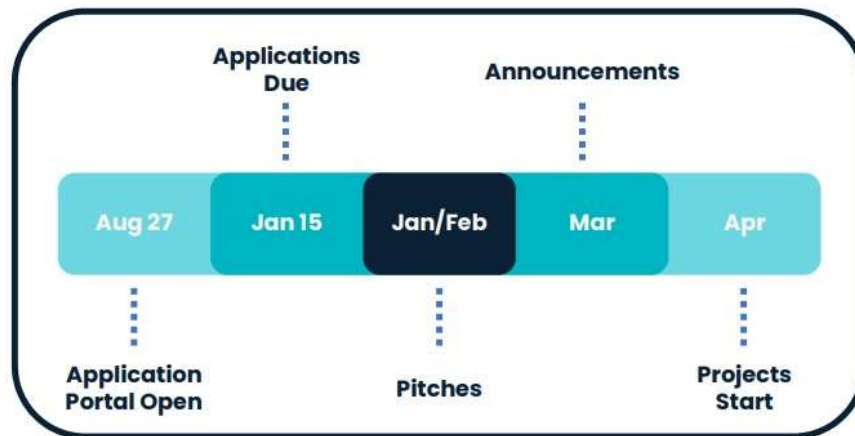 Applications
Due
Announcements
Aug 27
Jan 15
Jan/Feb
Mar
Apr
Application
Portal Open
Pitches
Projects
Start